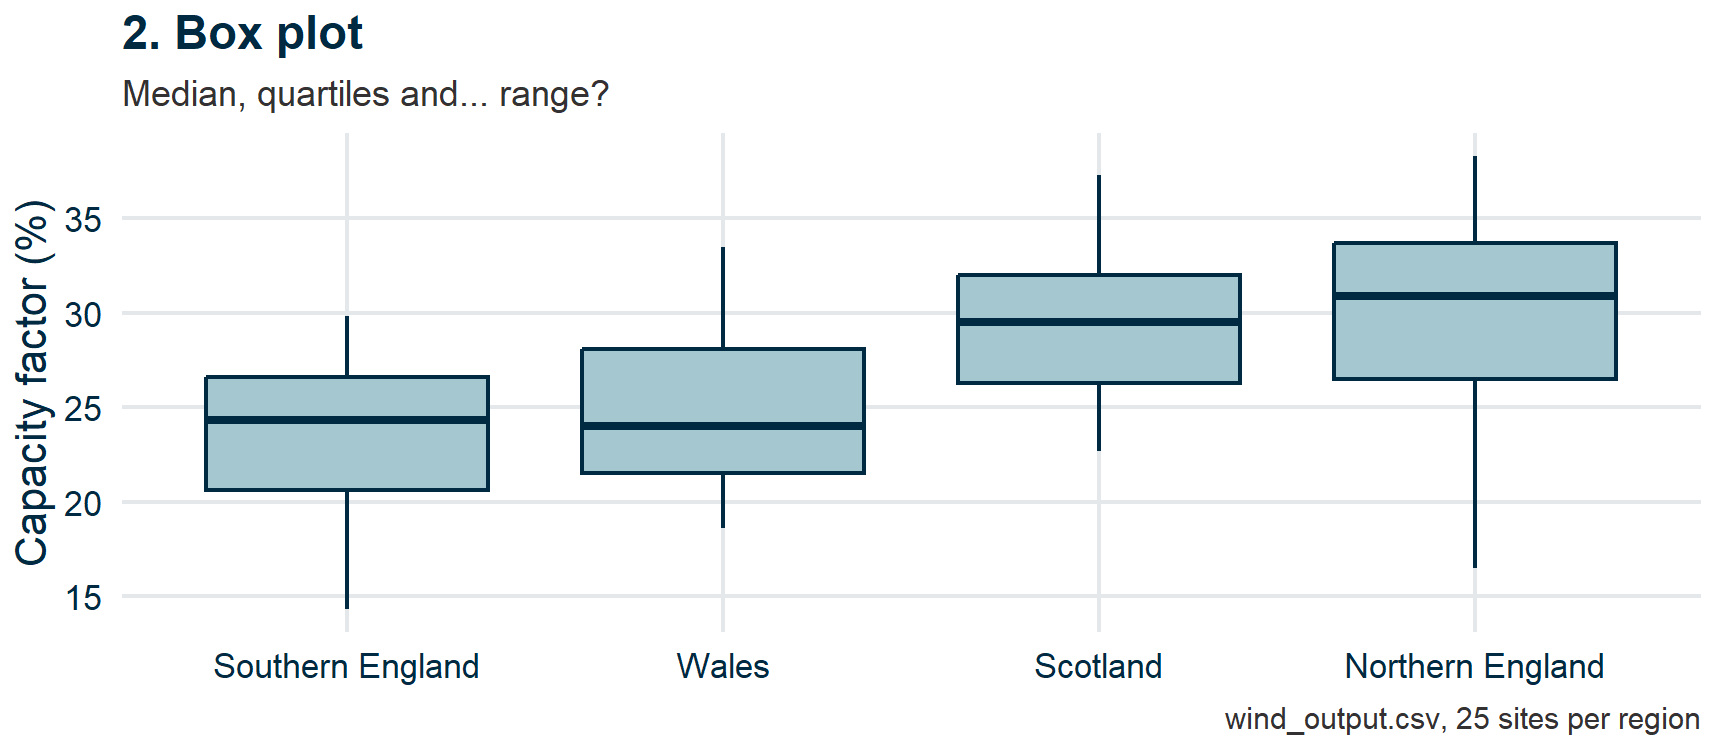 2. Box plot
Median, quartiles and... range?
Capacity factor (%)
35
30
25
20
15
Southern England
Wales
Scotland
Northern England
wind_output.csv, 25 sites per region